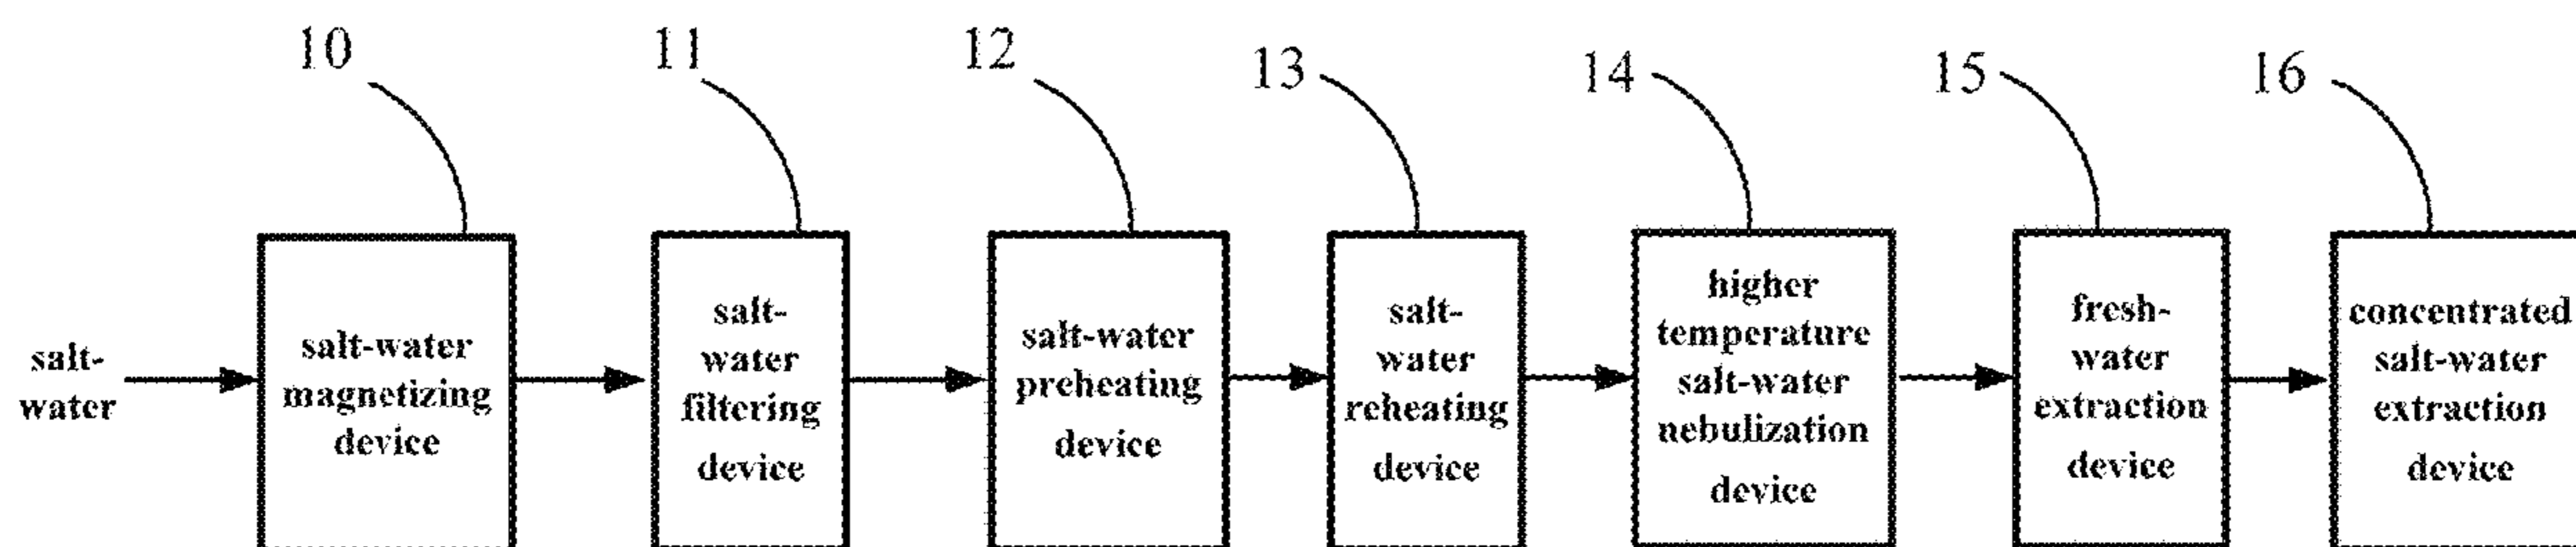 10
11
12
13
14
15
16
salt-
water
salt-water
magnetizing
device
salt-
water
filtering
device
salt-water
preheating
device
salt-
water
reheating
device
higher
temperature
salt-water
nebulization
device
fresh-
water
extraction
device
concentrated
salt-water
extraction
device